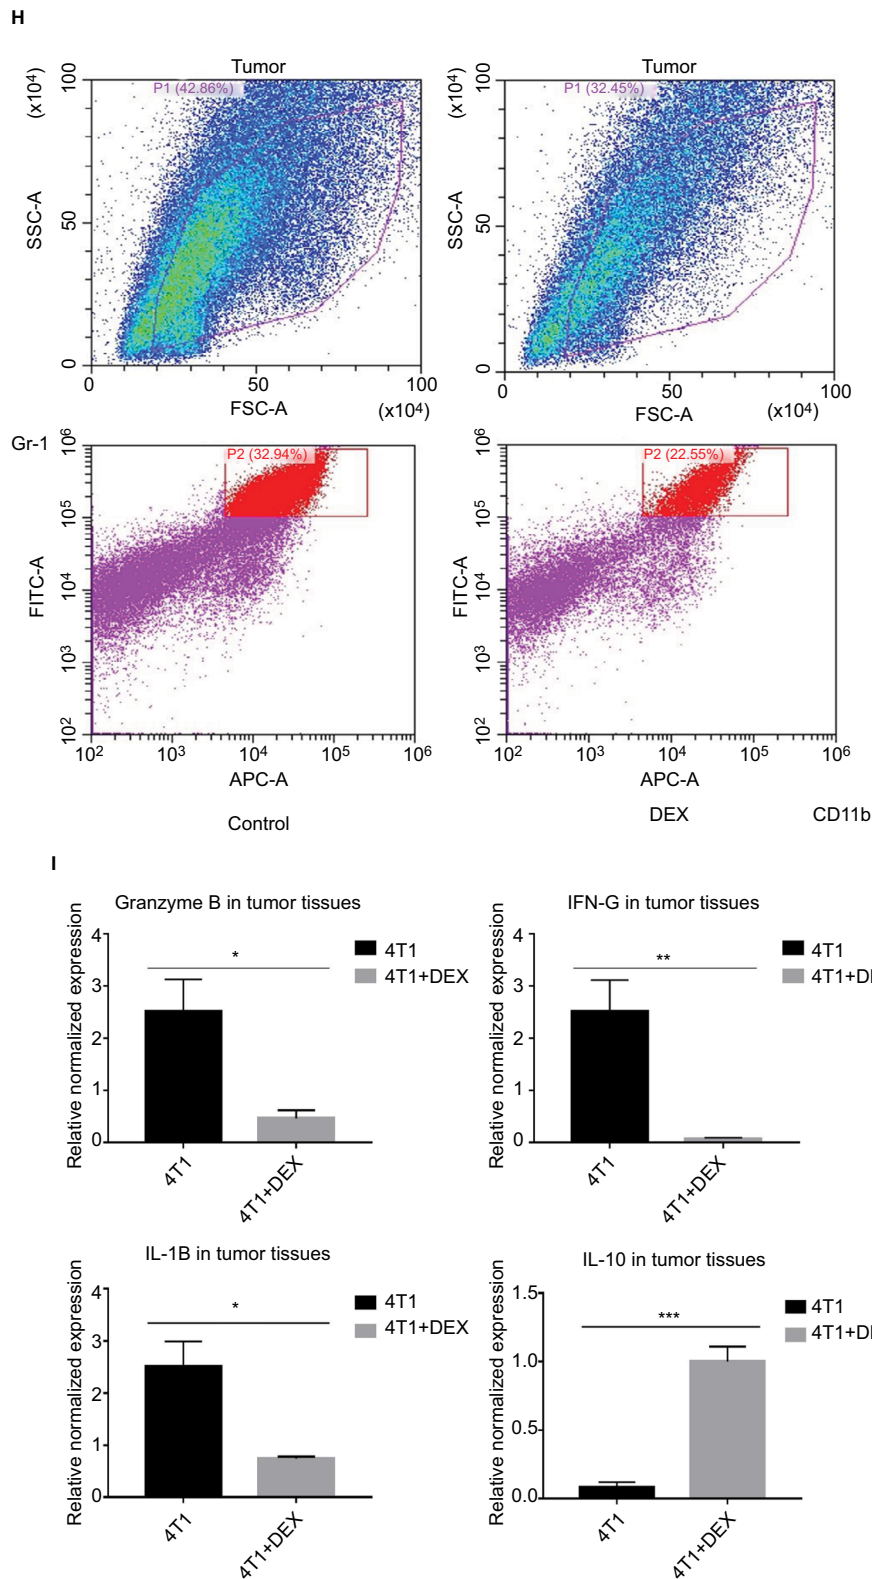 H
Tumor
P1 (42.86%)
(x10⁴)
100
50
0
SSC-A
0
50
100
FSC-A
(x10⁴)
Tumor
P1 (32.45%)
(x10⁴)
100
50
0
SSC-A
0
50
100
FSC-A
(x10⁴)
Gr-1
P2 (32.94%)
10⁶
10⁵
10⁴
10³
10²
FITC-A
10²
10³
10⁴
10⁵
10⁶
APC-A
Control
P2 (22.55%)
10⁶
10⁵
10⁴
10³
10²
FITC-A
10²
10³
10⁴
10⁵
10⁶
APC-A
DEX
CD11b
I
Granzyme B in tumor tissues
Relative normalized expression
4
3
2
1
0
*
4T1
4T1+DEX
4T1
4T1+DEX
IFN-G in tumor tissues
Relative normalized expression
4
3
2
1
0
**
4T1
4T1+DE
4T1
4T1+DEX
IL-1B in tumor tissues
Relative normalized expression
4
3
2
1
0
*
4T1
4T1+DEX
4T1
4T1+DEX
IL-10 in tumor tissues
Relative normalized expression
1.5
1.0
0.5
0.0
***
4T1
4T1+DE
4T1
4T1+DEX